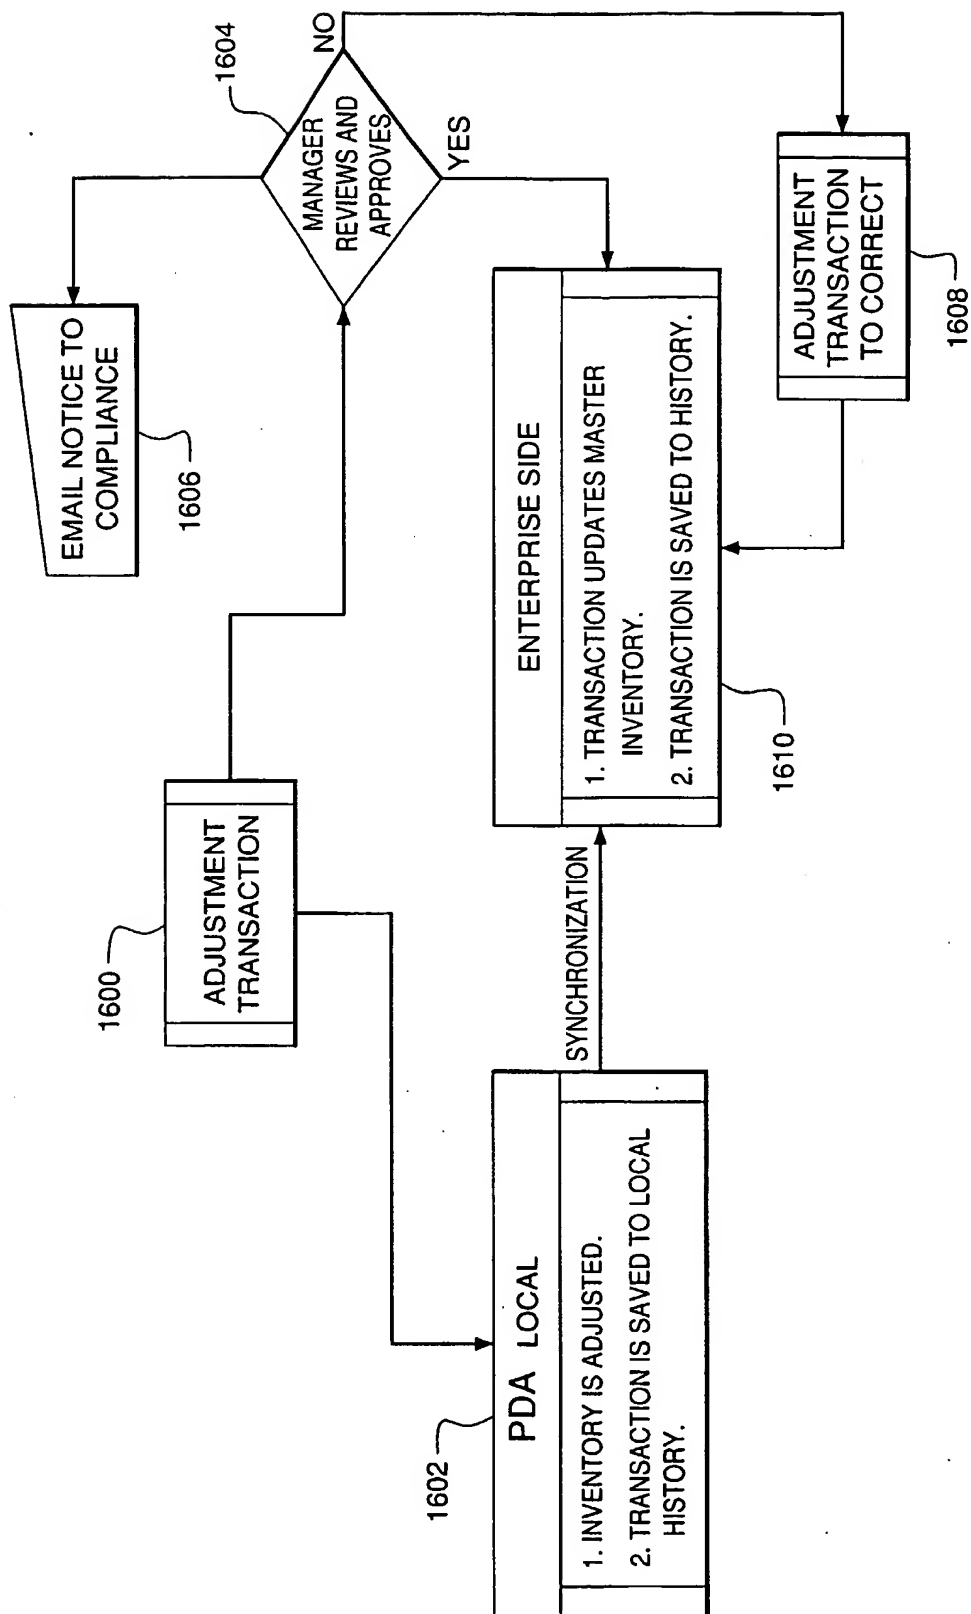 1600
ADJUSTMENT
TRANSACTION
1602
PDA LOCAL
1. INVENTORY IS ADJUSTED.
2. TRANSACTION IS SAVED TO LOCAL
HISTORY.
SYNCHRONIZATION
EMAIL NOTICE TO
COMPLIANCE
1606
1604
MANAGER
REVIEWS AND
APPROVES
NO
YES
ENTERPRISE SIDE
1. TRANSACTION UPDATES MASTER
INVENTORY.
2. TRANSACTION IS SAVED TO HISTORY.
1610
ADJUSTMENT
TRANSACTION
TO CORRECT
1608